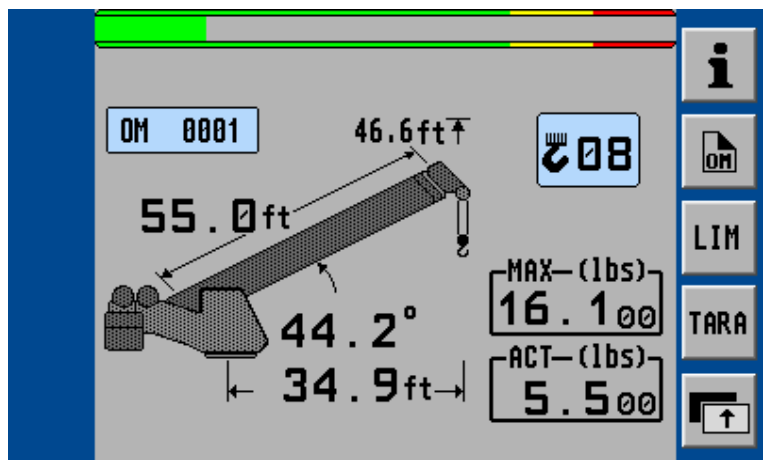 i
OM 0001
46.6ft
08
OM
55.0ft
LIM
MAX (lbs)
16.100
TARA
44.2°
ACT (lbs)
5.500
34.9ft